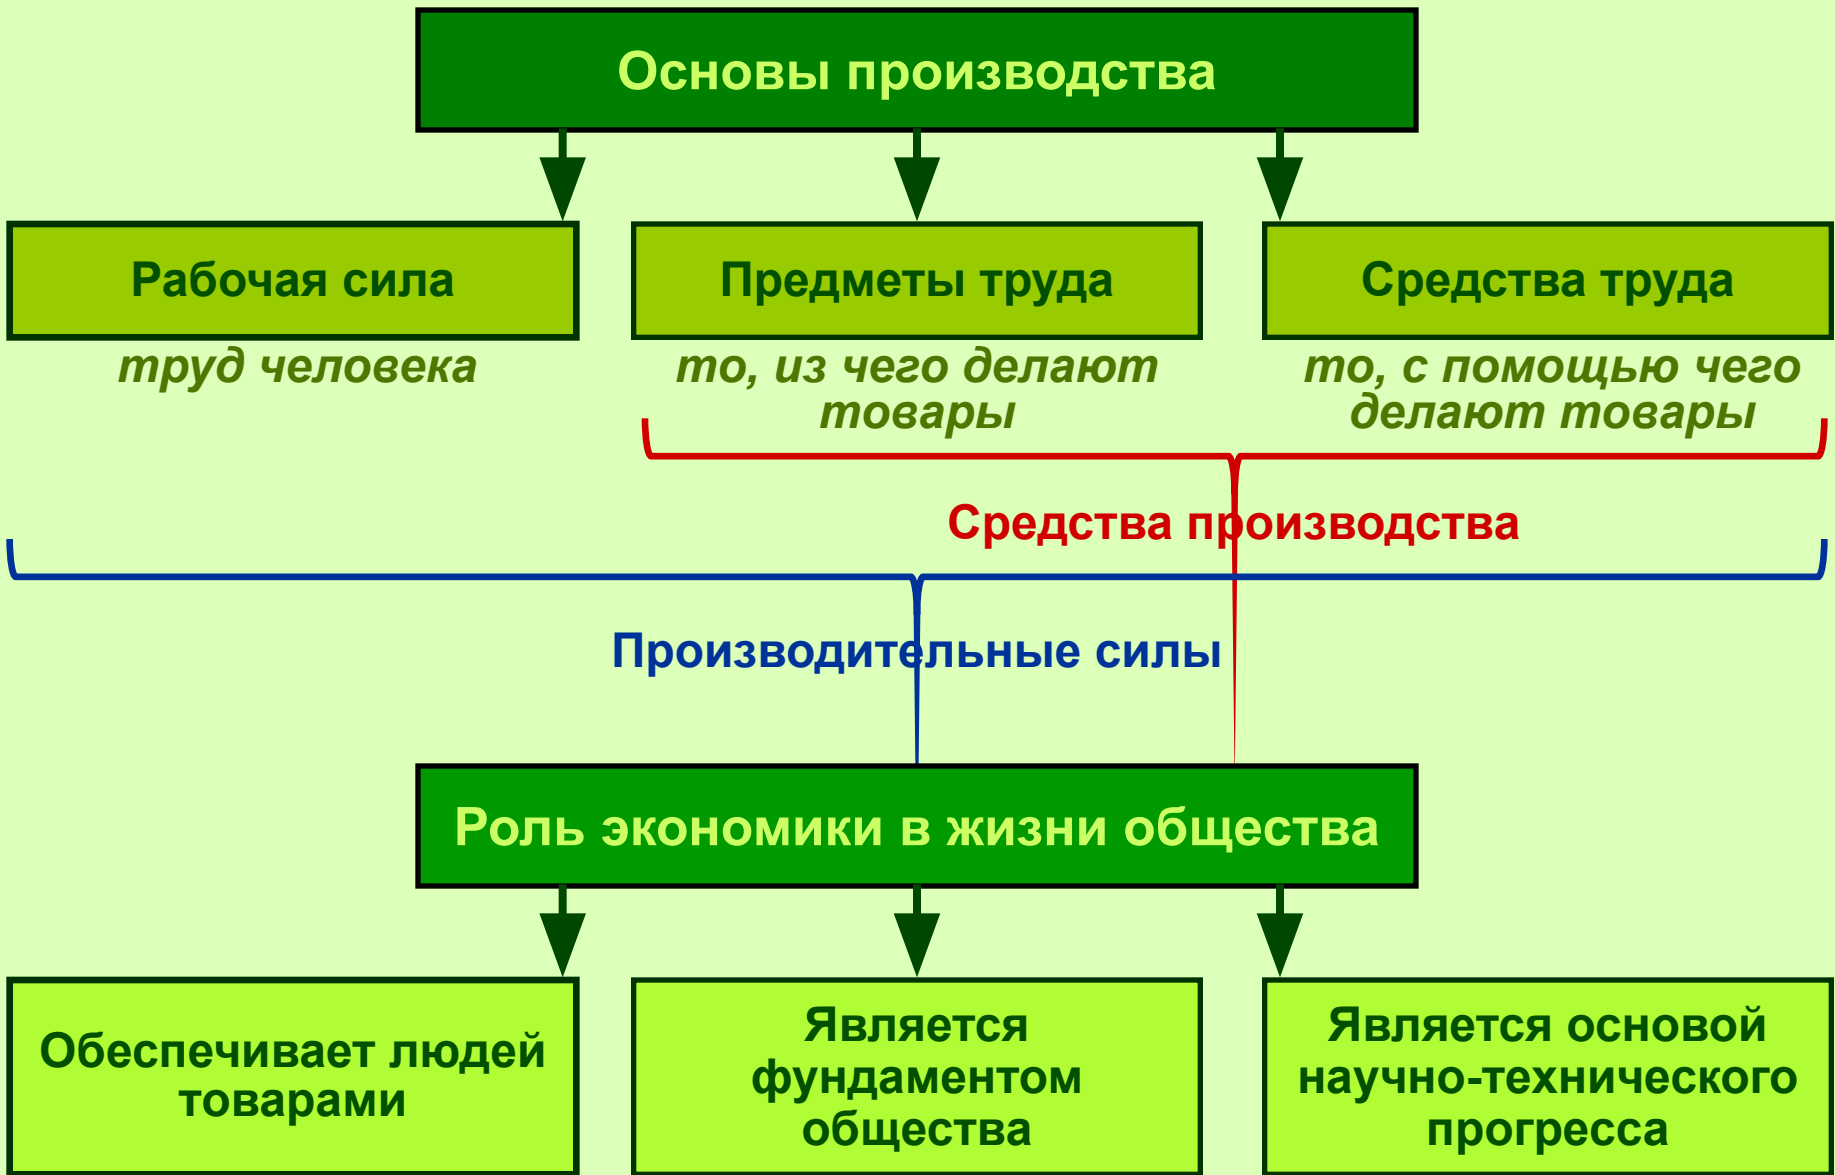 Основы производства
Рабочая сила
Предметы труда
Средства труда
труд человека
то, из чего делают
товары
то, с помощью чего
делают товары
Средства производства
Производительные силы
Роль экономики в жизни общества
Обеспечивает людей
товарами
Является
фундаментом
общества
Является основой
научно-технического
прогресса